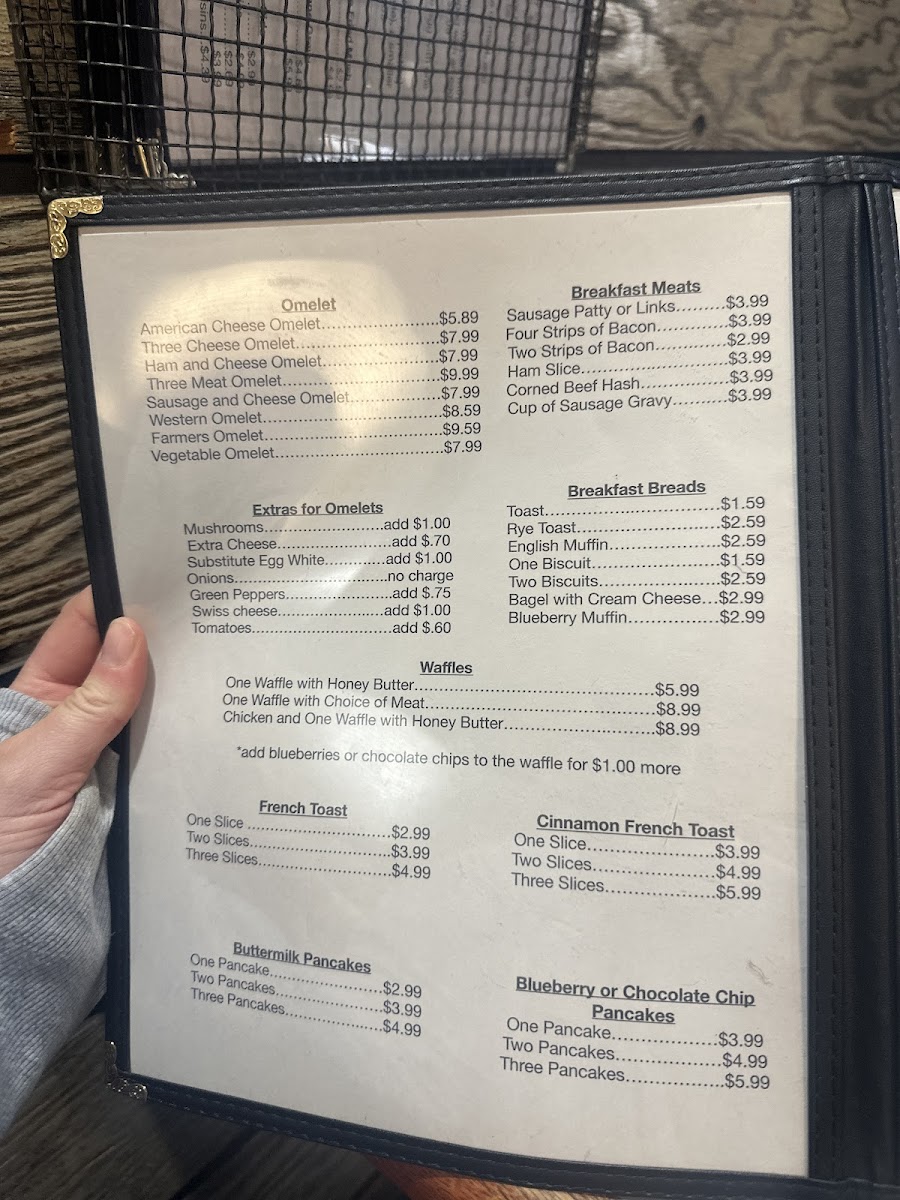 Omelet
American Cheese Omelet........................$5.89
Three Cheese Omelet.............................$7.99
Ham and Cheese Omelet........................$7.99
Three Meat Omelet................................$9.99
Sausage and Cheese Omelet..................$7.99
Western Omelet....................................$8.59
Farmers Omelet....................................$9.59
Vegetable Omelet..................................$7.99
Breakfast Meats
Sausage Patty or Links.........$3.99
Four Strips of Bacon.............$3.99
Two Strips of Bacon.............$2.99
Ham Slice............................$3.99
Corned Beef Hash................$3.99
Cup of Sausage Gravy..........$3.99
Extras for Omelets
Mushrooms........................add $1.00
Extra Cheese.......................add $.70
Substitute Egg White............add $1.00
Onions...............................no charge
Green Peppers.....................add $.75
Swiss cheese.....................add $1.00
Tomatoes............................add $.60
Breakfast Breads
Toast...................................$1.59
Rye Toast.............................$2.59
English Muffin......................$2.59
One Biscuit..........................$1.59
Two Biscuits........................$2.59
Bagel with Cream Cheese...$2.99
Blueberry Muffin..................$2.99
Waffles
One Waffle with Honey Butter................................................$5.99
One Waffle with Choice of Meat..............................................$8.99
Chicken and One Waffle with Honey Butter..............................$8.99
*add blueberries or chocolate chips to the waffle for $1.00 more
French Toast
One Slice .............................$2.99
Two Slices............................$3.99
Three Slices..........................$4.99
Cinnamon French Toast
One Slice..........................$3.99
Two Slices.........................$4.99
Three Slices......................$5.99
Buttermilk Pancakes
One Pancake.......................$2.99
Two Pancakes......................$3.99
Three Pancakes....................$4.99
Blueberry or Chocolate Chip
Pancakes
One Pancake.....................$3.99
Two Pancakes.....................$4.99
Three Pancakes...................$5.99